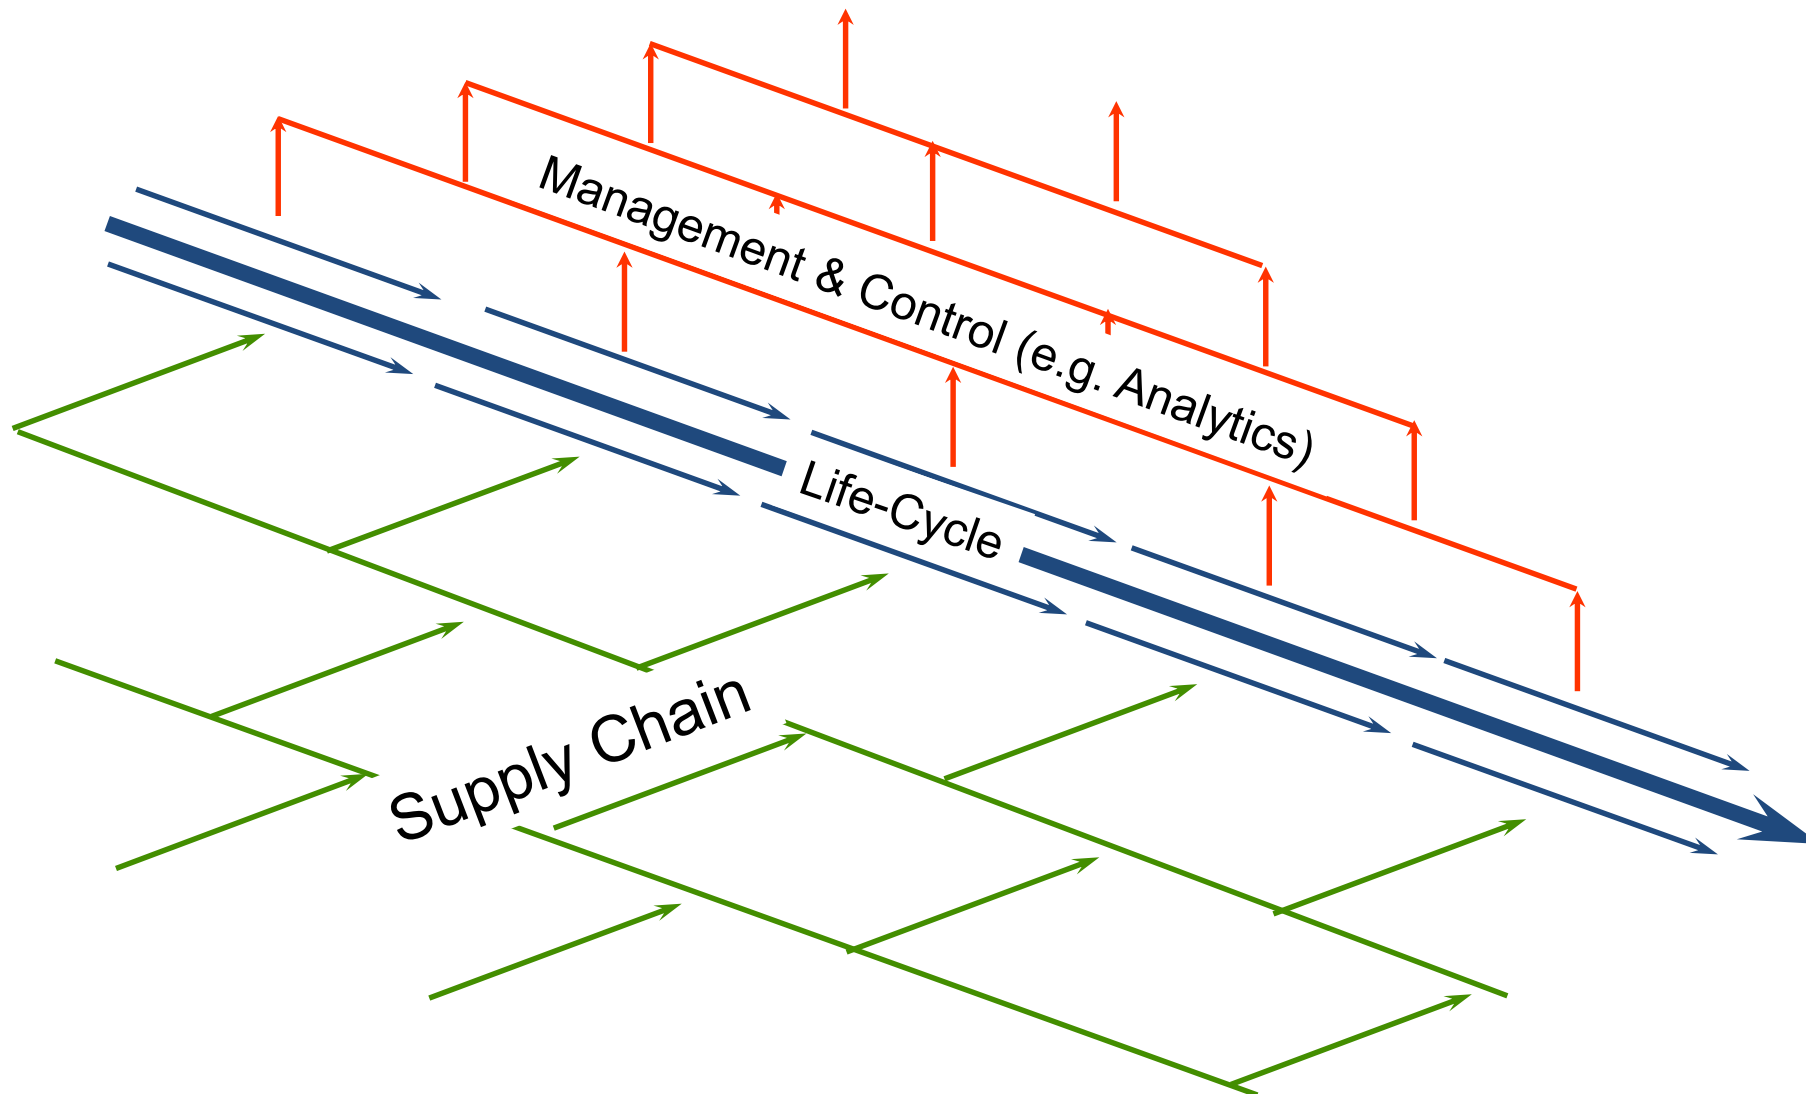 Management & Control (e.g. Analytics)
Life-Cycle
Supply Chain